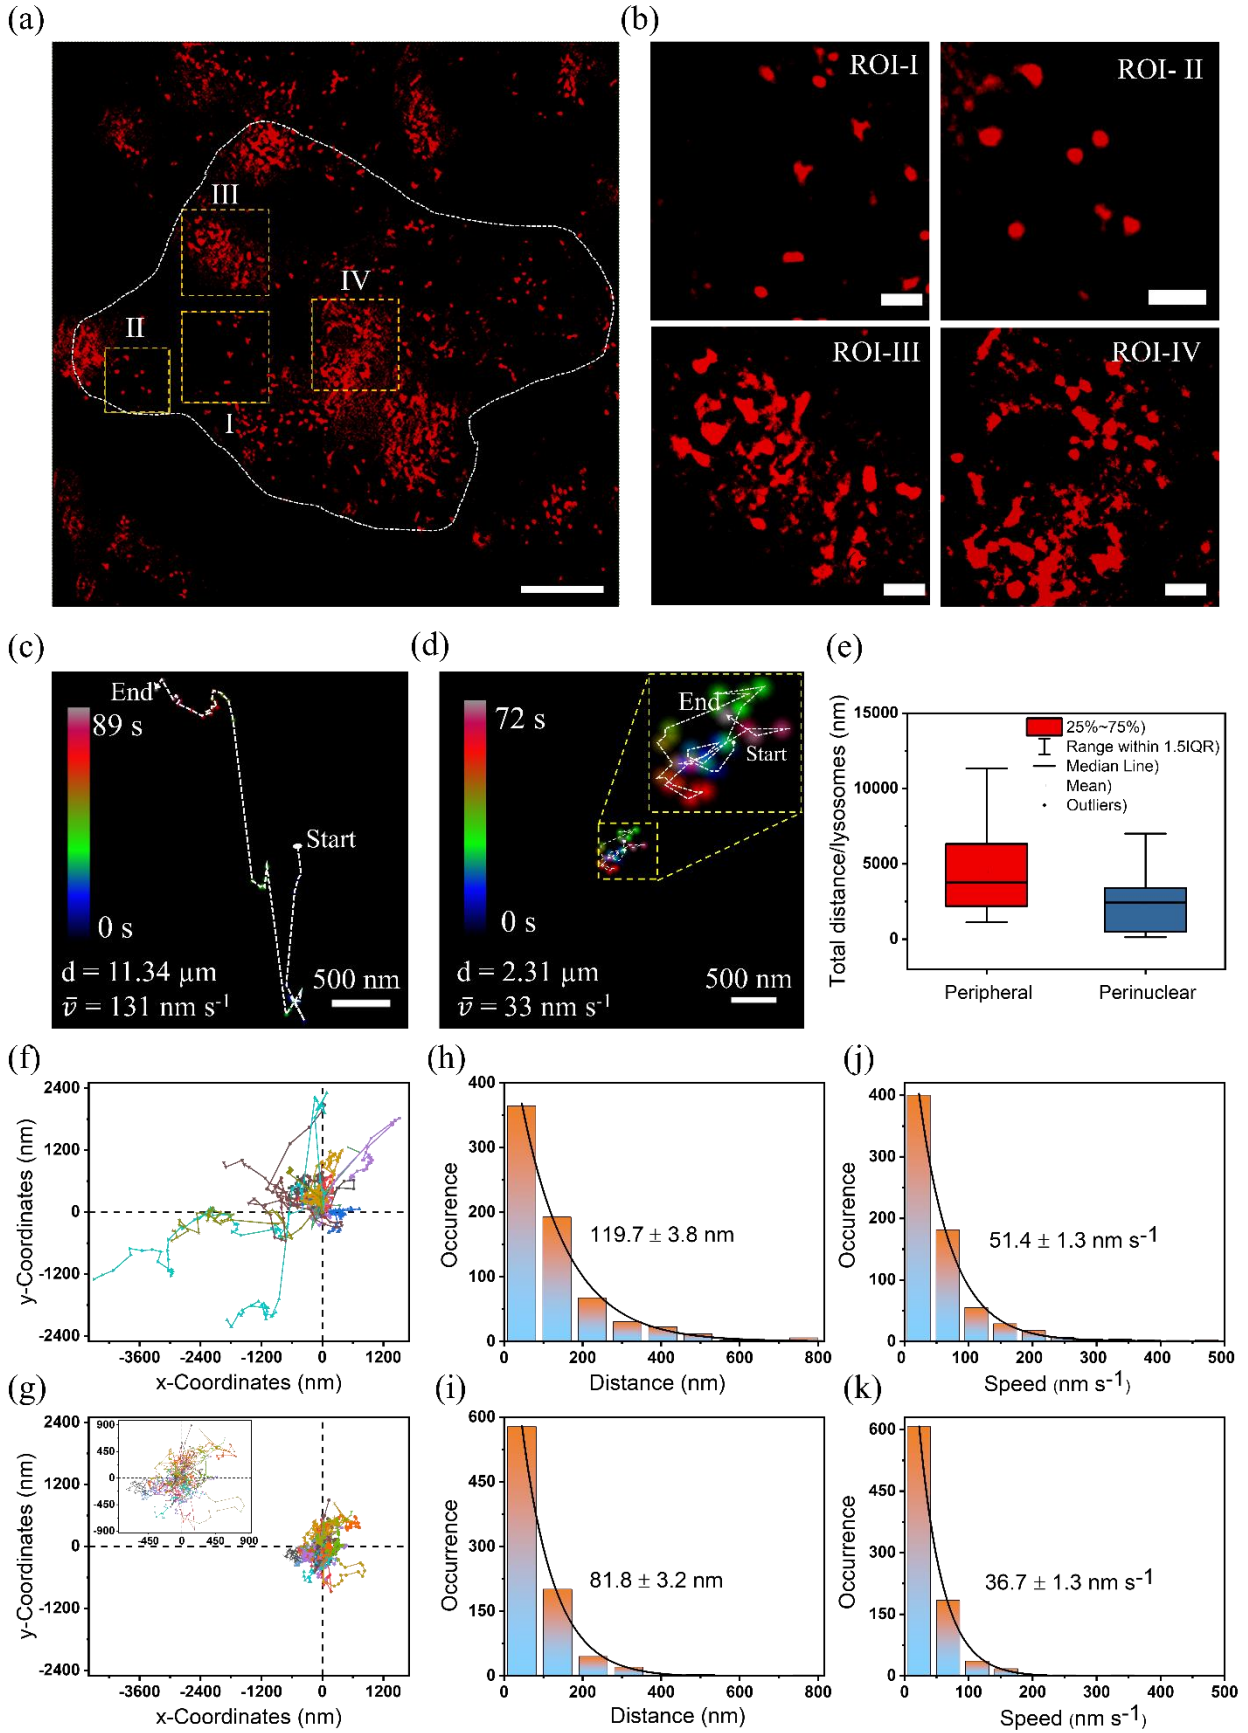 (a)
(b)
III
IV
II
I
ROI-I
ROI- II
ROI-III
ROI-IV
(c)
(d)
(e)
End
89 s
Start
0 s
d = 11.34 µm
v̅ = 131 nm s⁻¹
500 nm
72 s
End
Start
0 s
d = 2.31 µm
v̅ = 33 nm s⁻¹
500 nm
Total distance/lysosomes (nm)
15000
10000
5000
0
25%~75%)
Range within 1.5IQR)
Median Line)
Mean)
Outliers)
Peripheral
Perinuclear
(f)
(h)
(j)
y-Coordinates (nm)
2400
1200
0
-1200
-2400
-3600 -2400 -1200 0 1200
x-Coordinates (nm)
Occurence
400
300
200
100
0
119.7 ± 3.8 nm
0 200 400 600 800
Distance (nm)
Occurence
400
300
200
100
0
51.4 ± 1.3 nm s⁻¹
0 100 200 300 400 500
Speed (nm s⁻¹)
(g)
(i)
(k)
y-Coordinates (nm)
2400
1200
0
-1200
-2400
900
450
0
-450
-900
-450 0 450 900
-3600 -2400 -1200 0 1200
x-Coordinates (nm)
Occurrence
600
450
300
150
0
81.8 ± 3.2 nm
0 200 400 600 800
Distance (nm)
Occurrence
600
450
300
150
0
36.7 ± 1.3 nm s⁻¹
0 100 200 300 400 500
Speed (nm s⁻¹)